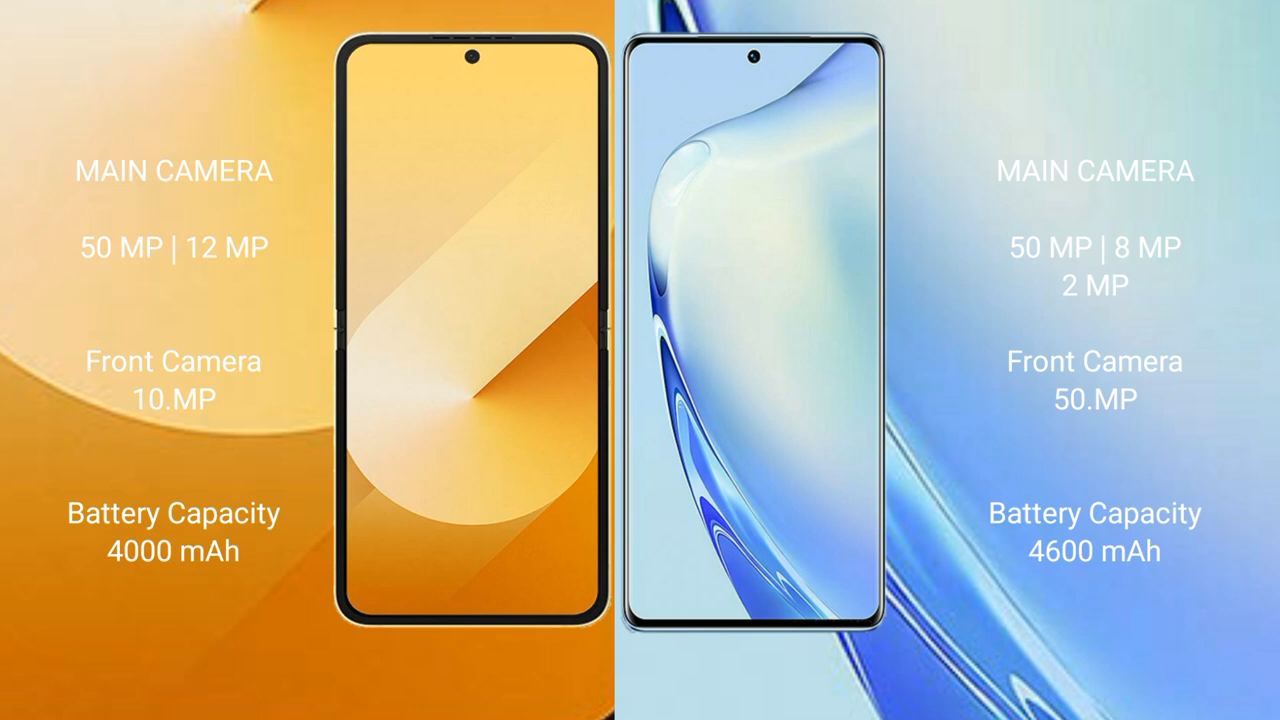 MAIN CAMERA
50 MP | 12 MP
Front Camera
10.MP
Battery Capacity
4000 mAh
MAIN CAMERA
50 MP | 8 MP
2 MP
Front Camera
50.MP
Battery Capacity
4600 mAh